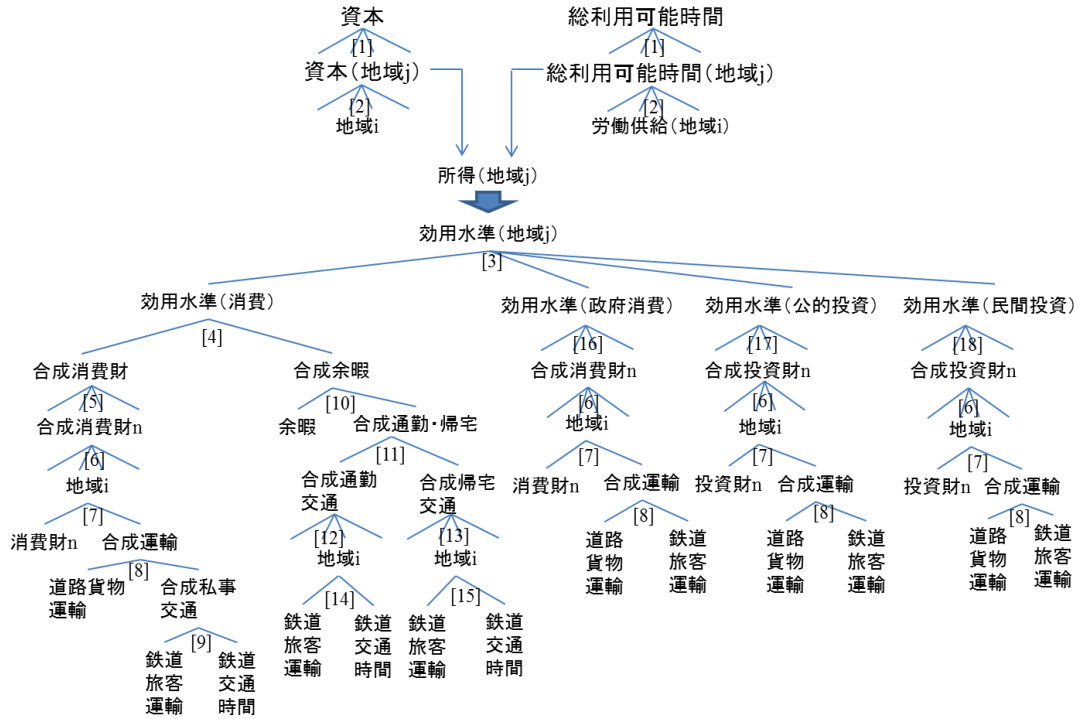 資本
総利用可能時間
[1]
[1]
資本(地域j)
総利用可能時間(地域j)
[2]
[2]
地域i
労働供給(地域i)
所得(地域j)
効用水準(地域j)
[3]
効用水準(消費)
効用水準(政府消費)
効用水準(公的投資)
効用水準(民間投資)
[4]
[16]
[17]
[18]
合成消費財
合成余暇
合成消費財n
合成投資財n
合成投資財n
[5]
[10]
[6]
[6]
[6]
合成消費財n
余暇
合成通勤・帰宅
地域i
地域i
地域i
[6]
[11]
[7]
[7]
[7]
地域i
合成通勤
交通
合成帰宅
交通
消費財n
合成運輸
投資財n
合成運輸
投資財n
合成運輸
[7]
[12]
[13]
[8]
[8]
[8]
消費財n
合成運輸
地域i
地域i
道路
貨物
運輸
鉄道
旅客
運輸
道路
貨物
運輸
鉄道
旅客
運輸
道路
貨物
運輸
鉄道
旅客
運輸
[8]
[14]
[15]
道路貨物
運輸
合成私事
交通
鉄道
旅客
運輸
鉄道
交通
時間
鉄道
旅客
運輸
鉄道
交通
時間
[9]
鉄道
旅客
運輸
鉄道
交通
時間